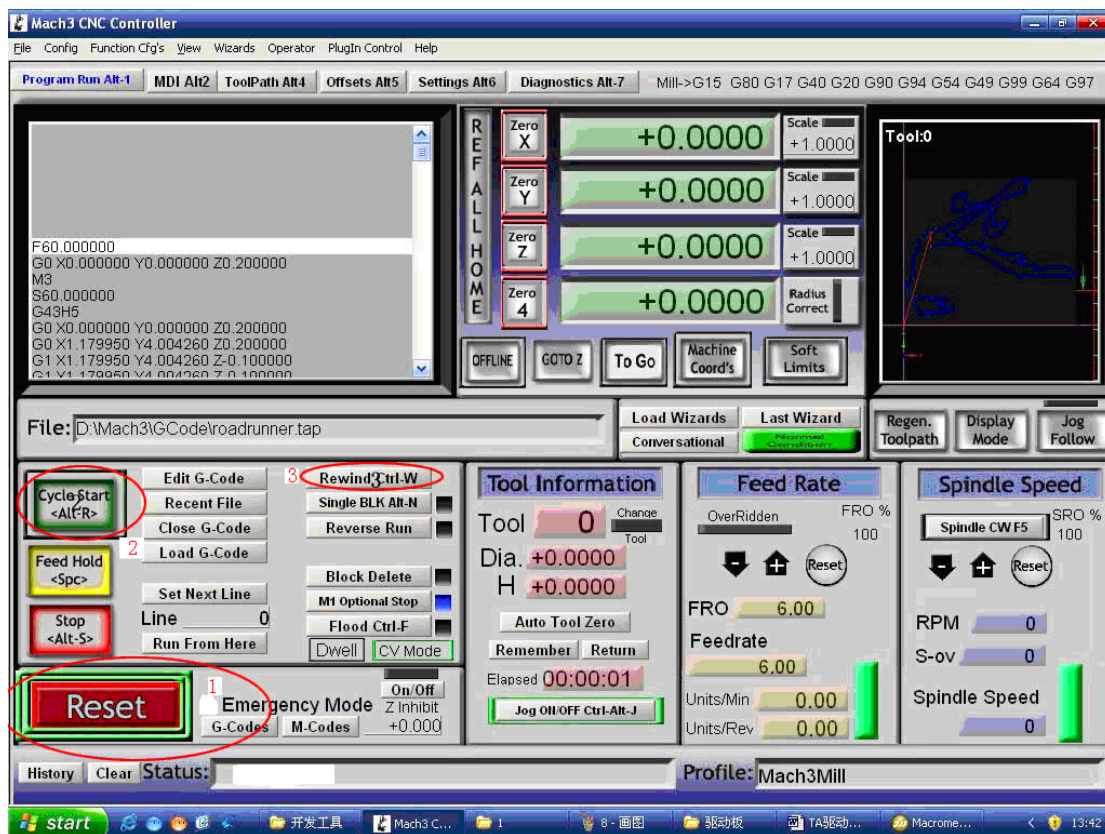 Mach3 CNC Controller
File Config Function Cfg's View Wizards Operator PlugIn Control Help
Program Run Alt-1 MDI Alt2 ToolPath Alt4 Offsets Alt5 Settings Alt6 Diagnostics Alt-7 Mill->G15 G80 G17 G40 G20 G90 G94 G54 G49 G99 G64 G97
F60.000000
G0 X0.000000 Y0.000000 Z0.200000
M3
S60.000000
G43H5
G0 X0.000000 Y0.000000 Z0.200000
G0 X1.179950 Y4.004260 Z0.200000
G1 X1.179950 Y4.004260 Z-0.100000
G1 X1.179950 Y4.004260 Z-0.100000
REF ALL HOME
Zero X +0.0000 Scale +1.0000
Zero Y +0.0000 Scale +1.0000
Zero Z +0.0000 Scale +1.0000
Zero 4 +0.0000 Radius Correct
OFFLINE GOTO Z To Go Machine Coord's Soft Limits
Tool:0
File: D:\Mach3\GCode\roadrunner.tap
Load Wizards Last Wizard
Conversational Normal Condition
Regen. Toolpath Display Mode Jog Follow
Cycle Start <Alt-R>
2
Feed Hold <Spc>
Stop <Alt-S>
Edit G-Code
Recent File
Close G-Code
Load G-Code
Set Next Line
Line 0
Run From Here
3 Rewind Ctrl-W
Single BLK Alt-N
Reverse Run
Block Delete
M1 Optional Stop
Flood Ctrl-F
Dwell CV Mode
Reset
1
Emergency Mode
G-Codes M-Codes
On/Off
Z Inhibit
+0.000
Tool Information
Tool 0 Change Tool
Dia. +0.0000
H +0.0000
Auto Tool Zero
Remember Return
Elapsed 00:00:01
Jog ON/OFF Ctrl-Alt-J
Feed Rate
OverRidden FRO % 100
Reset
FRO 6.00
Feedrate
6.00
Units/Min 0.00
Units/Rev 0.00
Spindle Speed
Spindle CW F5 SRO % 100
Reset
RPM 0
S-ov 0
Spindle Speed
0
History Clear Status: Profile: Mach3Mill
start 开发工具 Mach3 C... 1 8 - 画图 驱动板 TA驱动... Macrome... 13:42